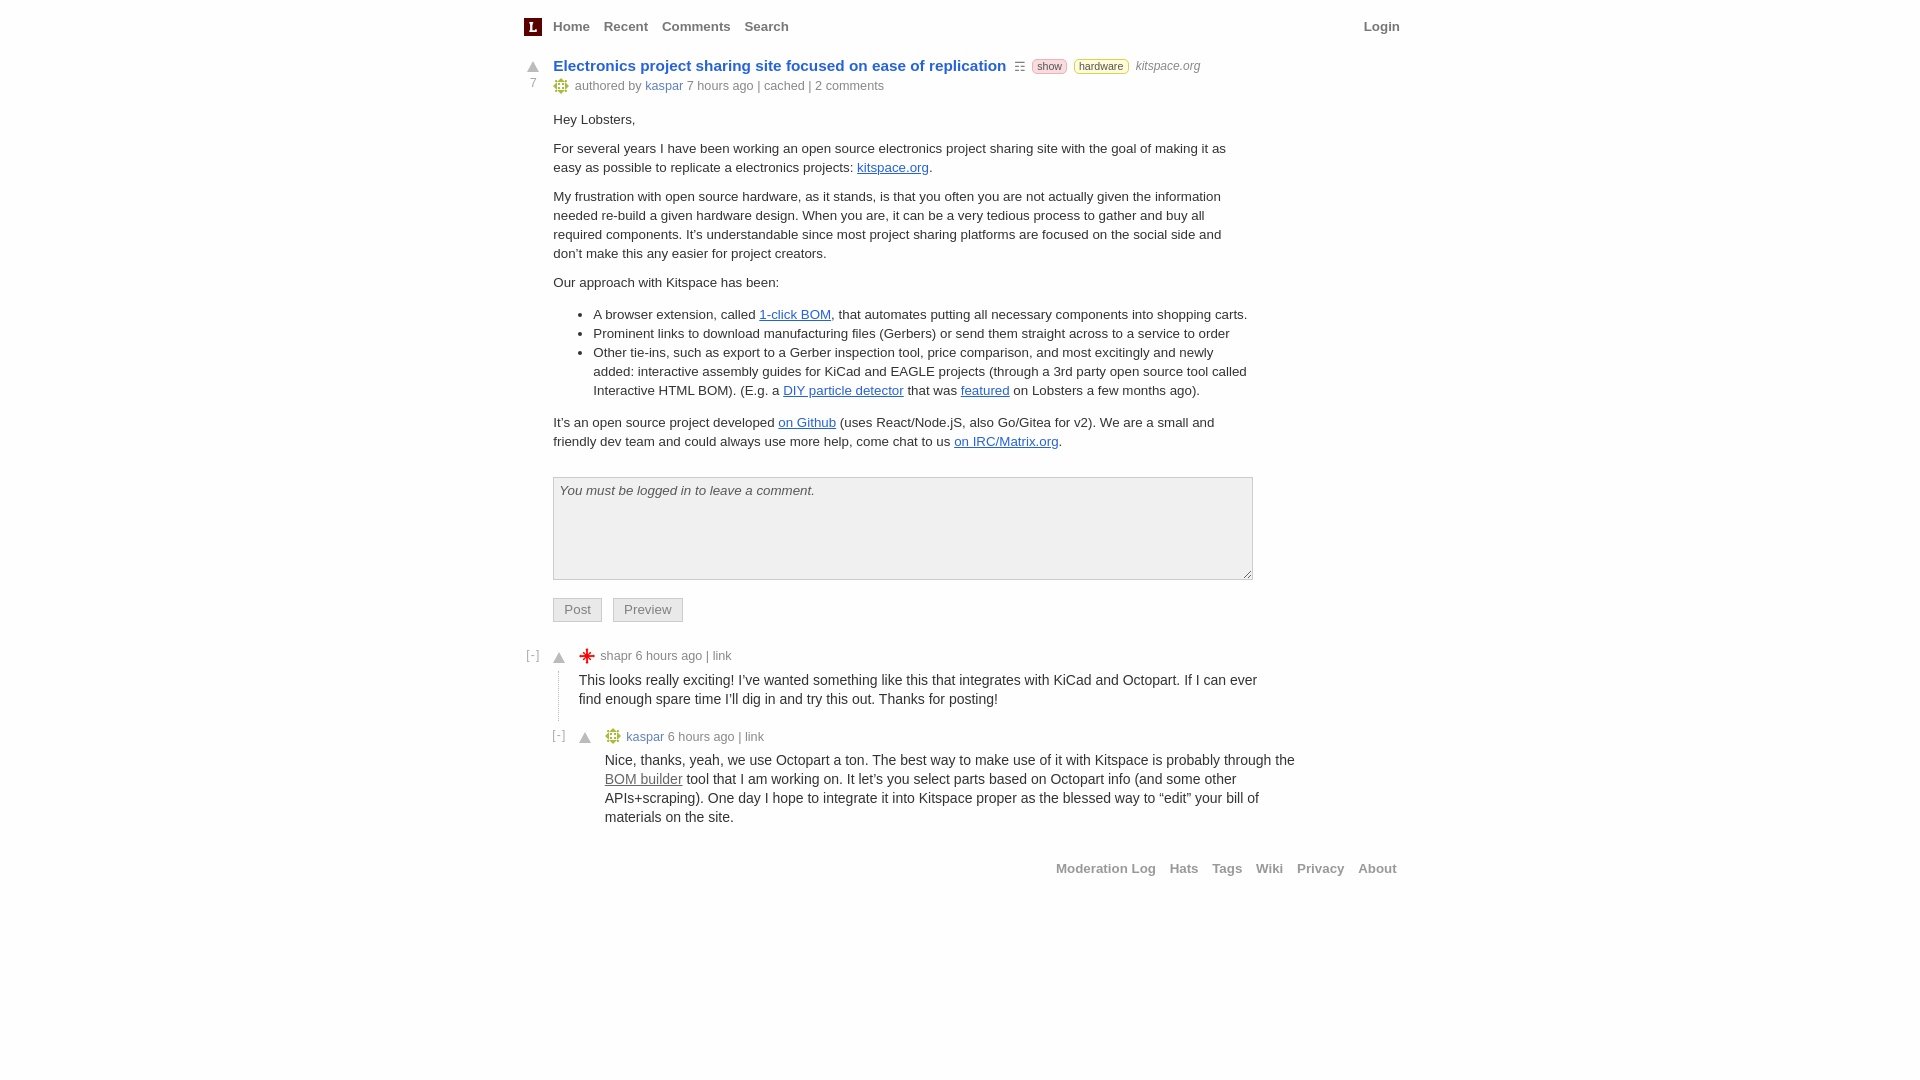 L Home Recent Comments Search Login
Electronics project sharing site focused on ease of replication ☶ show hardware kitspace.org
7 authored by kaspar 7 hours ago | cached | 2 comments
Hey Lobsters,
For several years I have been working an open source electronics project sharing site with the goal of making it as
easy as possible to replicate a electronics projects: kitspace.org.
My frustration with open source hardware, as it stands, is that you often you are not actually given the information
needed re-build a given hardware design. When you are, it can be a very tedious process to gather and buy all
required components. It’s understandable since most project sharing platforms are focused on the social side and
don’t make this any easier for project creators.
Our approach with Kitspace has been:
• A browser extension, called 1-click BOM, that automates putting all necessary components into shopping carts.
• Prominent links to download manufacturing files (Gerbers) or send them straight across to a service to order
• Other tie-ins, such as export to a Gerber inspection tool, price comparison, and most excitingly and newly
added: interactive assembly guides for KiCad and EAGLE projects (through a 3rd party open source tool called
Interactive HTML BOM). (E.g. a DIY particle detector that was featured on Lobsters a few months ago).
It’s an open source project developed on Github (uses React/Node.jS, also Go/Gitea for v2). We are a small and
friendly dev team and could always use more help, come chat to us on IRC/Matrix.org.
You must be logged in to leave a comment.
Post Preview
[-] shapr 6 hours ago | link
This looks really exciting! I’ve wanted something like this that integrates with KiCad and Octopart. If I can ever
find enough spare time I’ll dig in and try this out. Thanks for posting!
[-] kaspar 6 hours ago | link
Nice, thanks, yeah, we use Octopart a ton. The best way to make use of it with Kitspace is probably through the
BOM builder tool that I am working on. It let’s you select parts based on Octopart info (and some other
APIs+scraping). One day I hope to integrate it into Kitspace proper as the blessed way to “edit” your bill of
materials on the site.
Moderation Log Hats Tags Wiki Privacy About